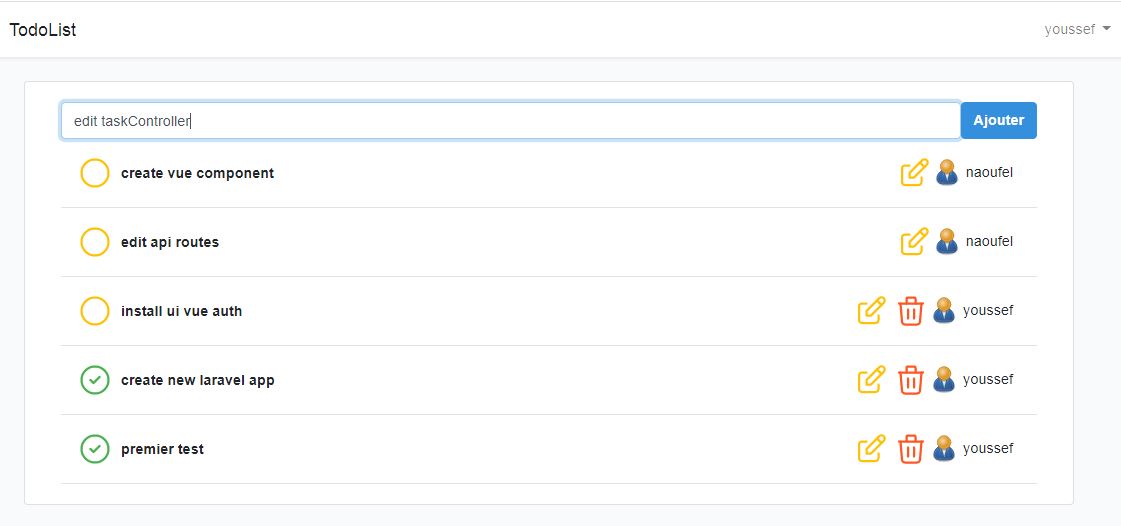 TodoList
youssef
edit taskController
Ajouter
create vue component
naoufel
edit api routes
naoufel
install ui vue auth
youssef
create new laravel app
youssef
premier test
youssef